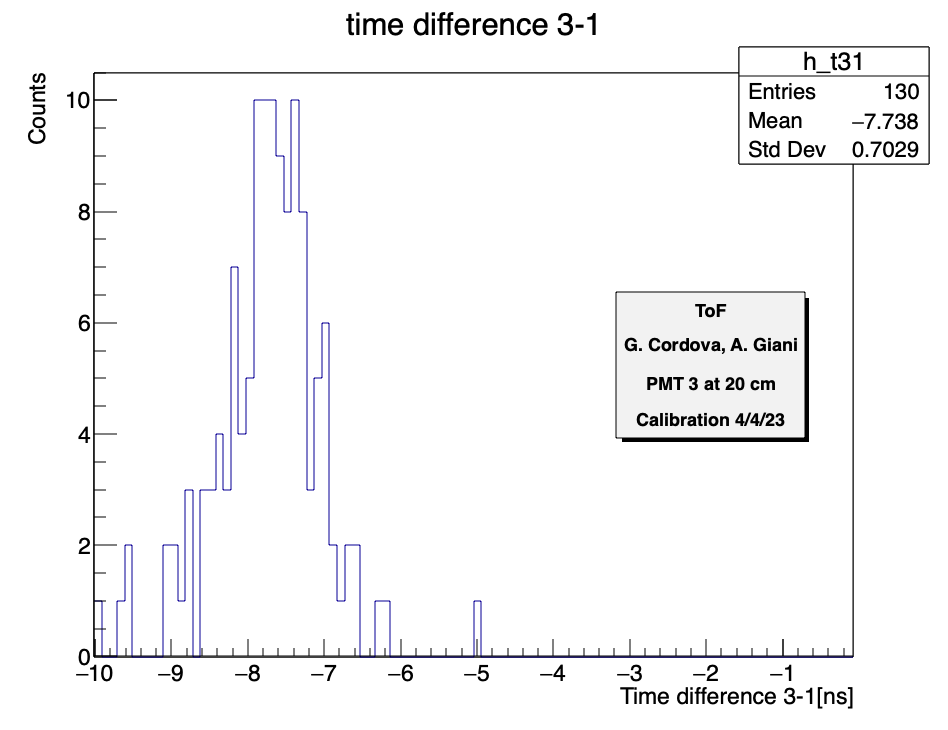 time difference 3-1
h_t31
Entries 130
Mean −7.738
Std Dev 0.7029
Counts
10
8
6
4
2
0
ToF
G. Cordova, A. Giani
PMT 3 at 20 cm
Calibration 4/4/23
−10 −9 −8 −7 −6 −5 −4 −3 −2 −1
Time difference 3-1[ns]